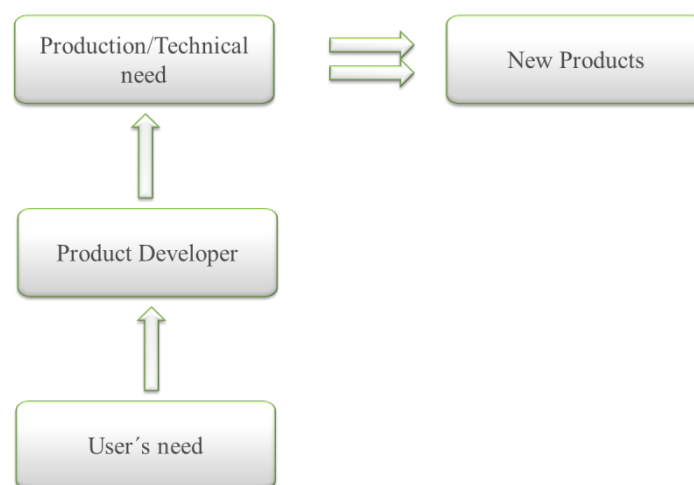 Production/Technical
need
New Products
Product Developer
User´s need